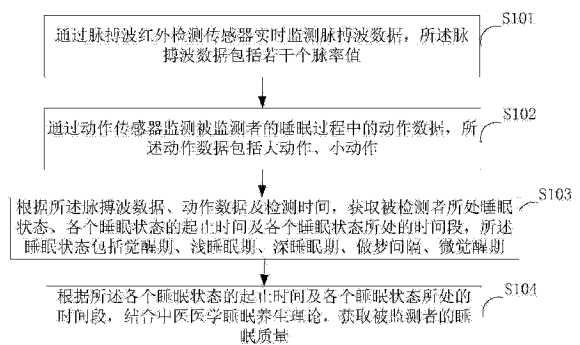 S101
通过脉搏波红外检测传感器实时监测脉搏波数据，所述脉
搏波数据包括若干个脉率值
S102
通过动作传感器监测被监测者的睡眠过程中的动作数据，所
述动作数据包括大动作、小动作
S103
根据所述脉搏波数据、动作数据及检测时间，获取被检测者所处睡眠
状态、各个睡眠状态的起止时间及各个睡眠状态所处的时间段，所述
睡眠状态包括觉醒期、浅睡眠期、深睡眠期、做梦间隔、微觉醒期
S104
根据所述各个睡眠状态的起止时间及各个睡眠状态所处的
时间段，结合中医医学睡眠养生理论，获取被监测者的睡
眠质量